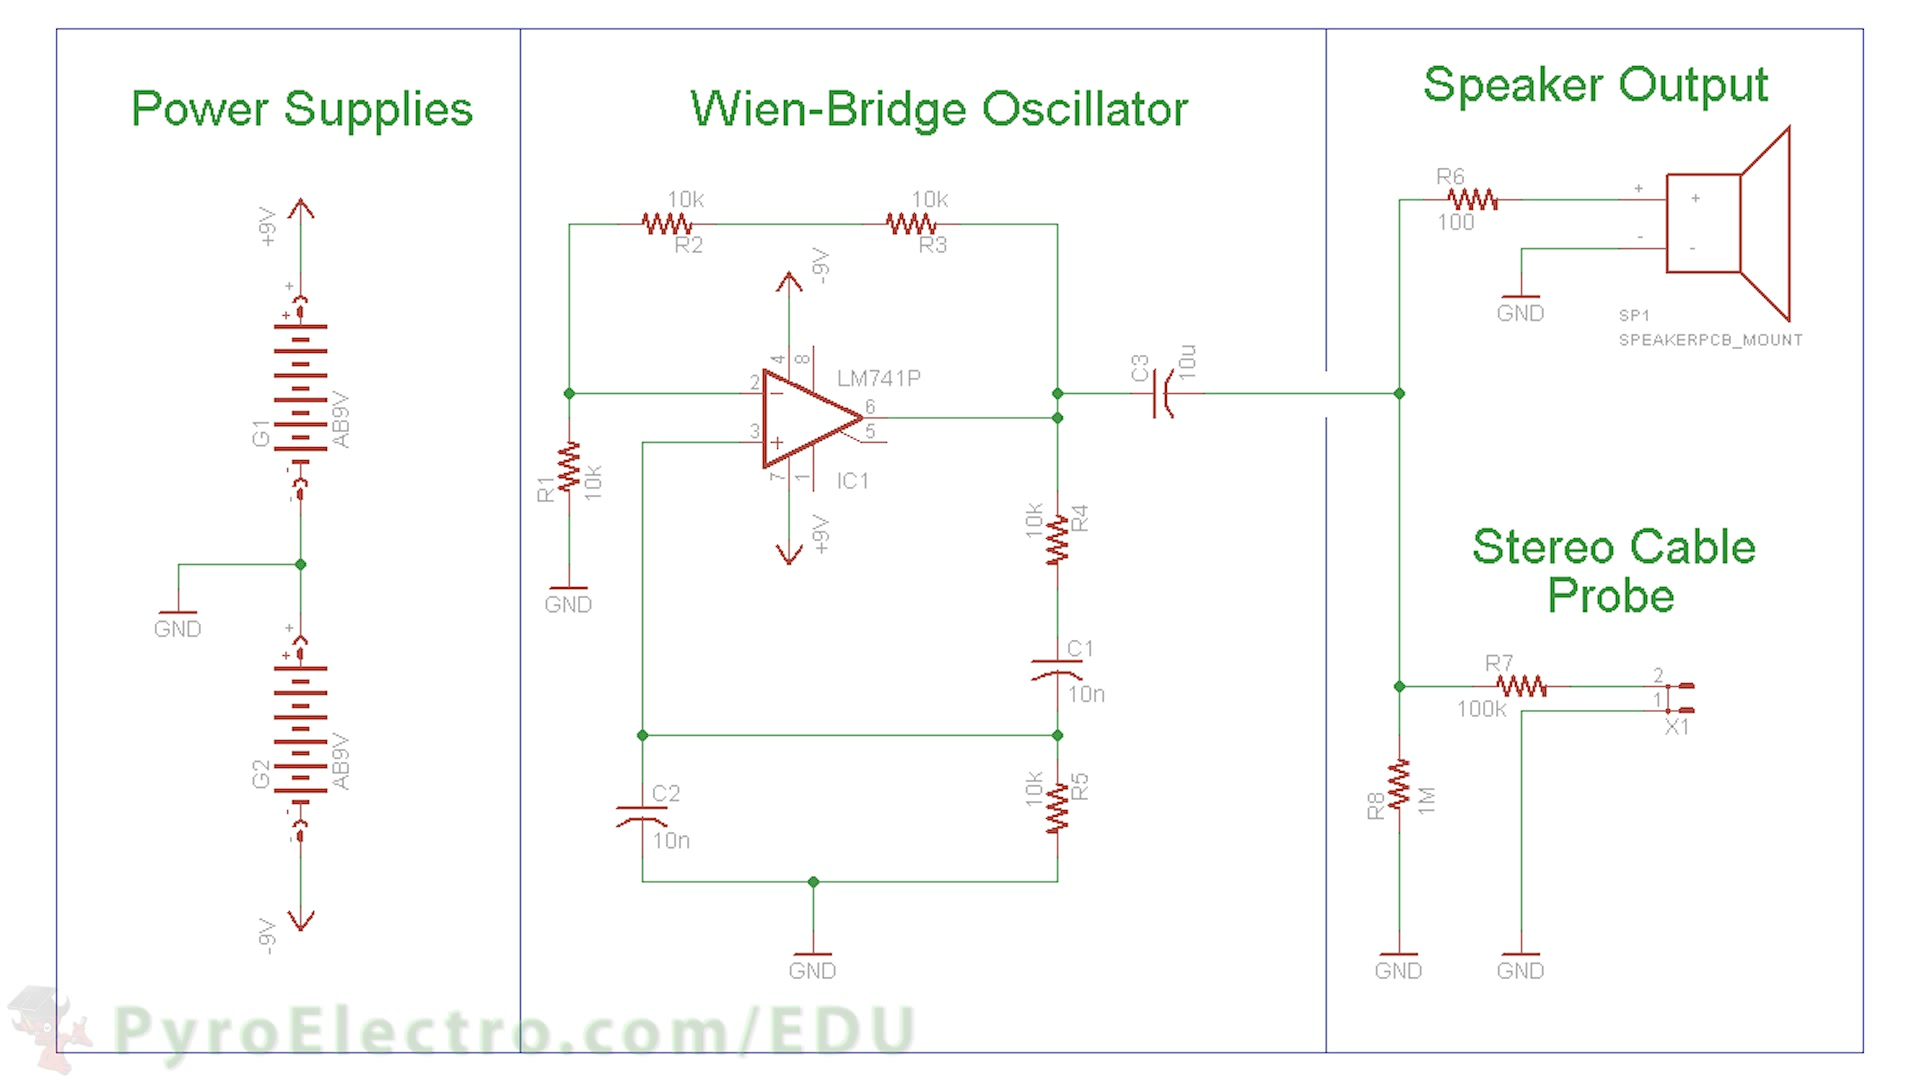 Power Supplies
+9V
+
+
G1
AB9V
-
-
GND
+
+
G2
AB9V
-
-
-9V
Wien-Bridge Oscillator
10k
R2
10k
R3
-9V
4
8
LM741P
2
-
3
+
6
5
7
1
IC1
+9V
R1
10k
GND
C3
10u
10k
R4
C1
10n
C2
10n
10k
R5
GND
Speaker Output
R6
100
+
+
-
-
GND
SP1
SPEAKERPCB_MOUNT
Stereo Cable
Probe
R7
100k
2
1
X1
R8
1M
GND
GND
PyroElectro.com/EDU